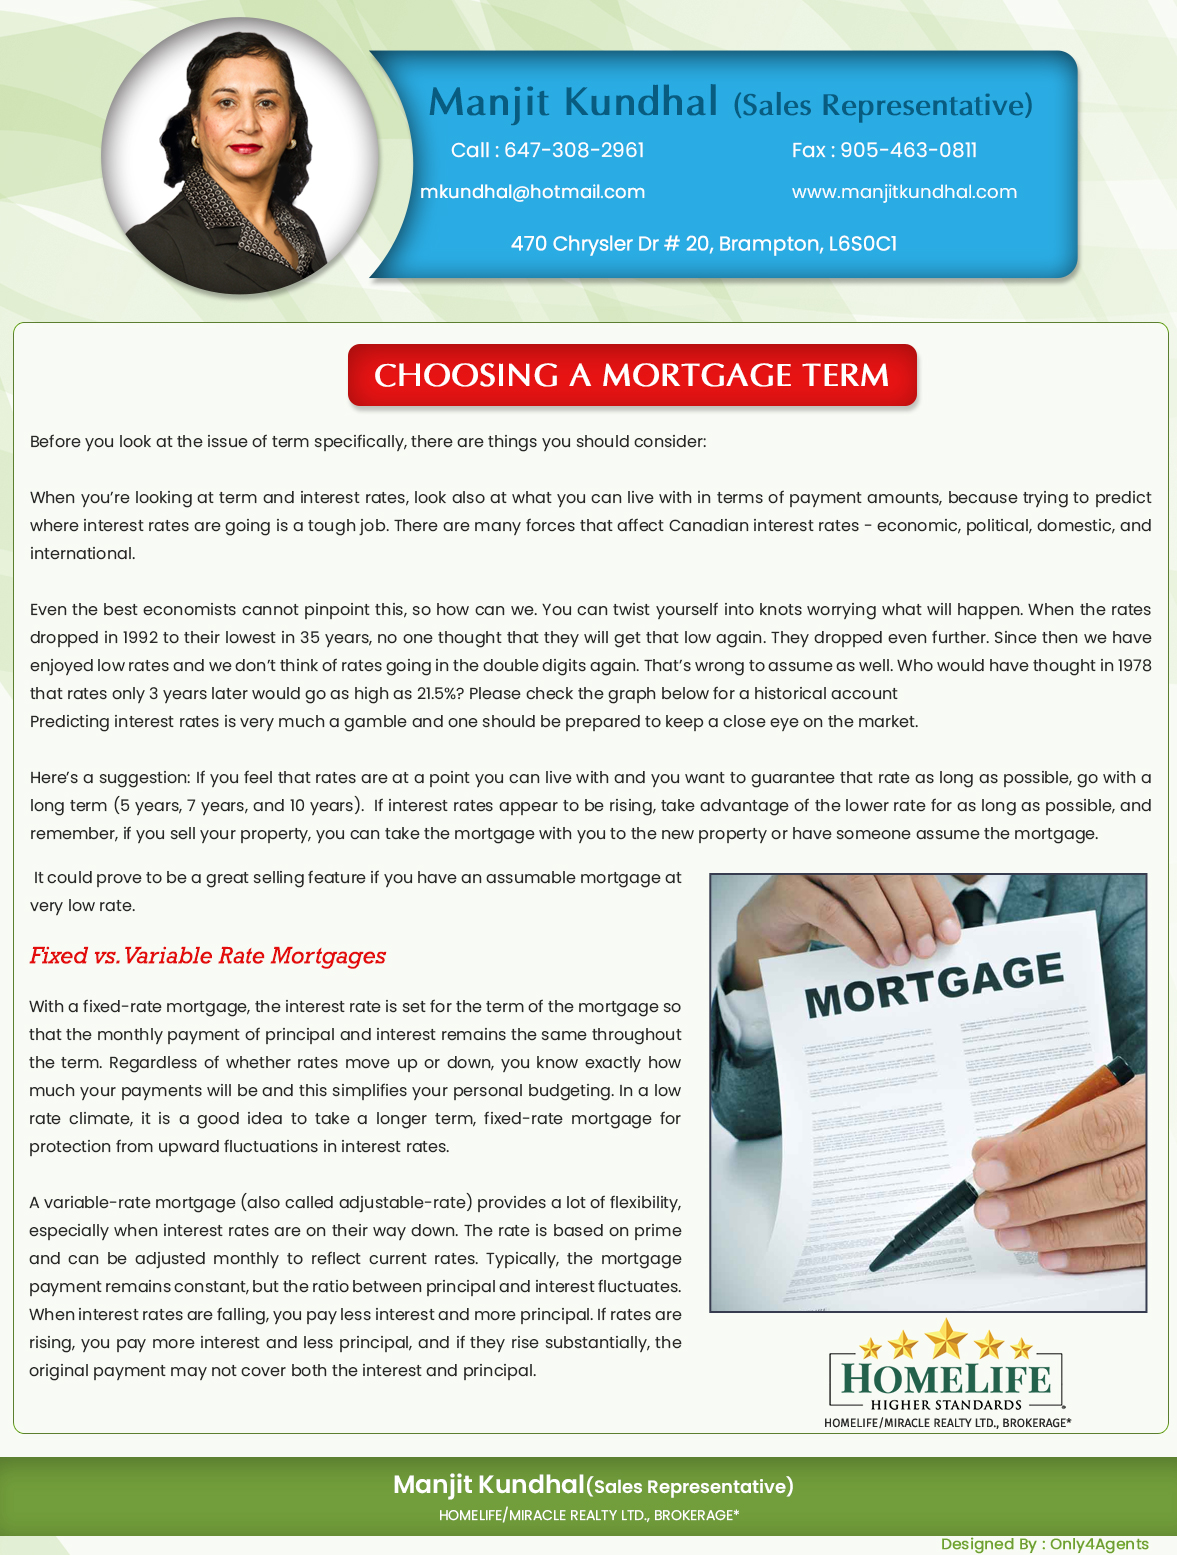 Manjit Kundhal (Sales Representative)
Call : 647-308-2961
Fax : 905-463-0811
mkundhal@hotmail.com
www.manjitkundhal.com
470 Chrysler Dr # 20, Brampton, L6S0C1
CHOOSING A MORTGAGE TERM
Before you look at the issue of term specifically, there are things you should consider:
When you’re looking at term and interest rates, look also at what you can live with in terms of payment amounts, because trying to predict
where interest rates are going is a tough job. There are many forces that affect Canadian interest rates - economic, political, domestic, and
international.
Even the best economists cannot pinpoint this, so how can we. You can twist yourself into knots worrying what will happen. When the rates
dropped in 1992 to their lowest in 35 years, no one thought that they will get that low again. They dropped even further. Since then we have
enjoyed low rates and we don’t think of rates going in the double digits again. That’s wrong to assume as well. Who would have thought in 1978
that rates only 3 years later would go as high as 21.5%? Please check the graph below for a historical account
Predicting interest rates is very much a gamble and one should be prepared to keep a close eye on the market.
Here’s a suggestion: If you feel that rates are at a point you can live with and you want to guarantee that rate as long as possible, go with a
long term (5 years, 7 years, and 10 years). If interest rates appear to be rising, take advantage of the lower rate for as long as possible, and
remember, if you sell your property, you can take the mortgage with you to the new property or have someone assume the mortgage.
It could prove to be a great selling feature if you have an assumable mortgage at
very low rate.
Fixed vs. Variable Rate Mortgages
With a fixed-rate mortgage, the interest rate is set for the term of the mortgage so
that the monthly payment of principal and interest remains the same throughout
the term. Regardless of whether rates move up or down, you know exactly how
much your payments will be and this simplifies your personal budgeting. In a low
rate climate, it is a good idea to take a longer term, fixed-rate mortgage for
protection from upward fluctuations in interest rates.
A variable-rate mortgage (also called adjustable-rate) provides a lot of flexibility,
especially when interest rates are on their way down. The rate is based on prime
and can be adjusted monthly to reflect current rates. Typically, the mortgage
payment remains constant, but the ratio between principal and interest fluctuates.
When interest rates are falling, you pay less interest and more principal. If rates are
rising, you pay more interest and less principal, and if they rise substantially, the
original payment may not cover both the interest and principal.
MORTGAGE
HOMELIFE
HIGHER STANDARDS
HOMELIFE/MIRACLE REALTY LTD., BROKERAGE*
Manjit Kundhal(Sales Representative)
HOMELIFE/MIRACLE REALTY LTD., BROKERAGE*
Designed By : Only4Agents